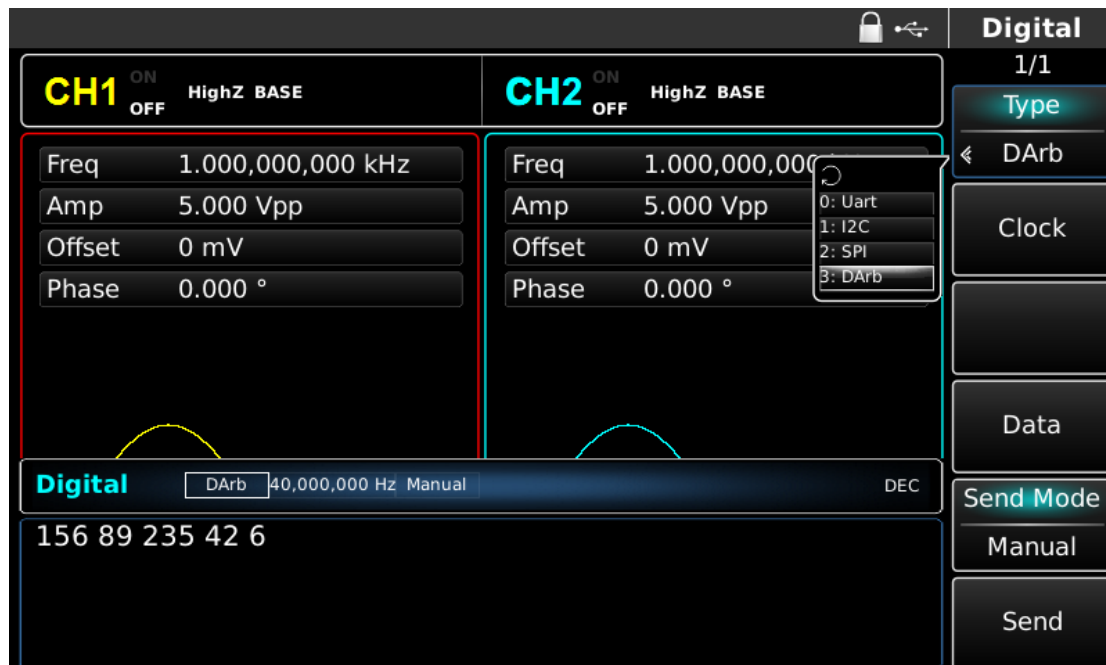 Digital
1/1
CH1 ON OFF HighZ BASE
CH2 ON OFF HighZ BASE
Type
DArb
Freq 1.000,000,000 kHz
Amp 5.000 Vpp
Offset 0 mV
Phase 0.000 °
Freq 1.000,000,000
Amp 5.000 Vpp
Offset 0 mV
Phase 0.000 °
0: Uart
1: I2C
2: SPI
3: DArb
Clock
Data
Digital DArb 40,000,000 Hz Manual DEC
156 89 235 42 6
Send Mode
Manual
Send